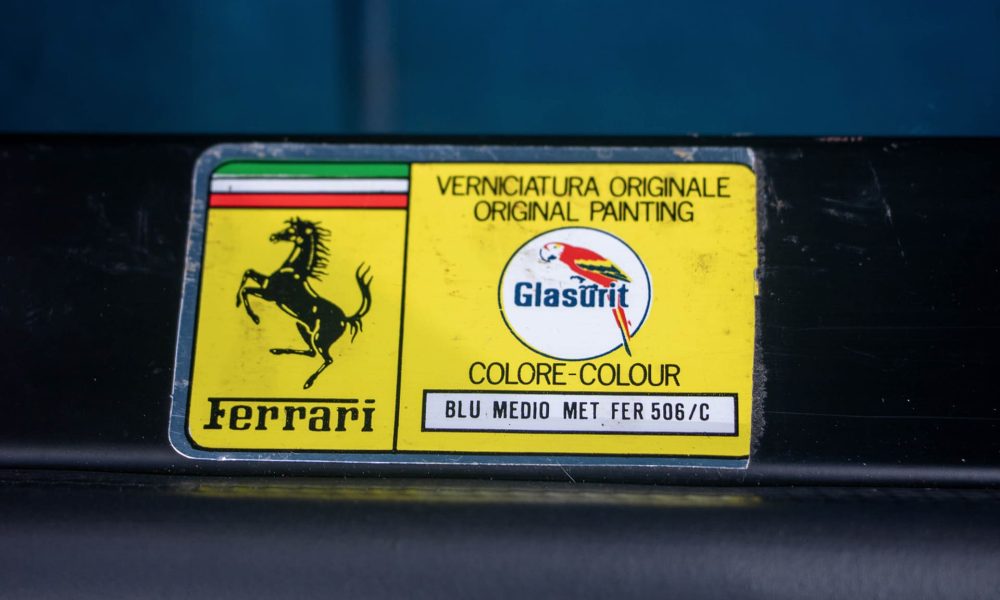 Ferrari
VERNICIATURA ORIGINALE
ORIGINAL PAINTING
Glasurit
COLORE-COLOUR
BLU MEDIO MET FER 506/C